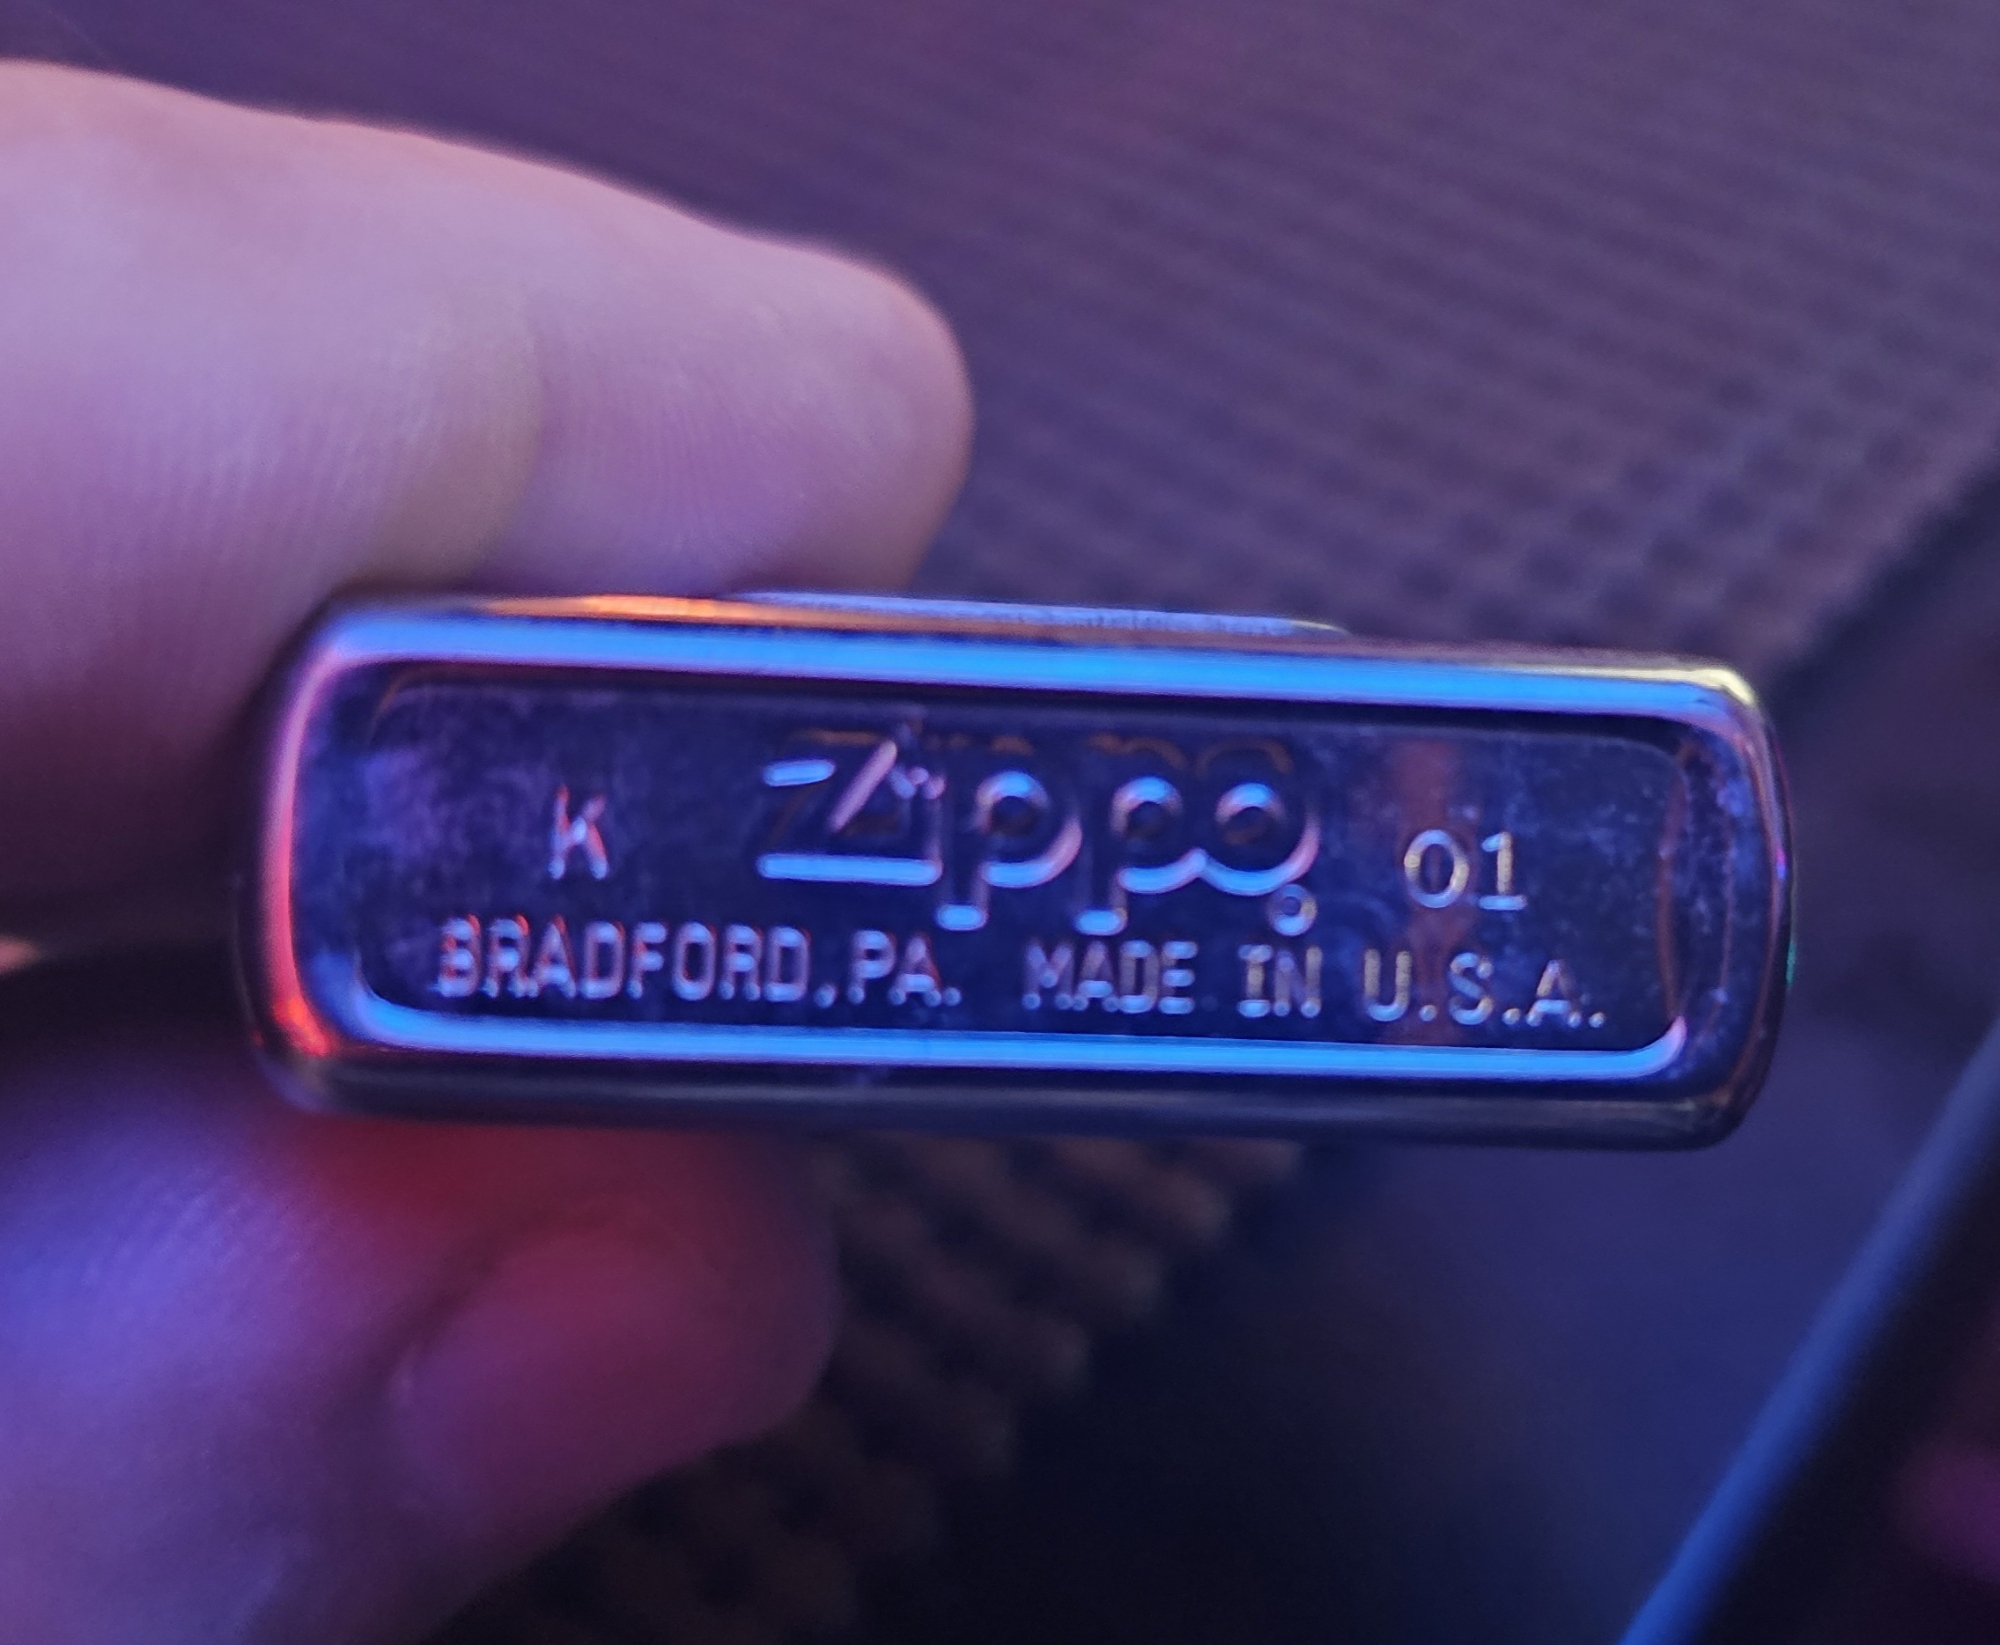 K Zippo® 01
BRADFORD,PA. MADE IN U.S.A.